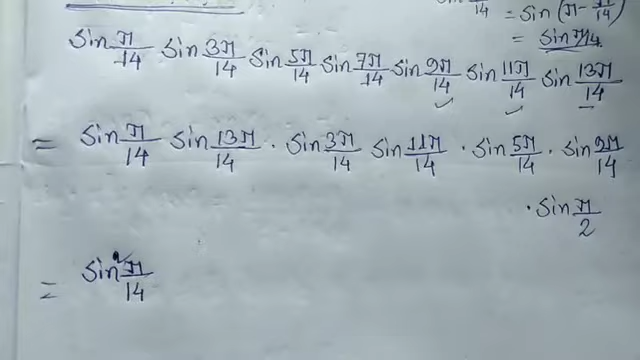 = sin (π - π/14)
= sin π/14
sin π/14 sin 3π/14 sin 5π/14 sin 7π/14 sin 9π/14 sin 11π/14 sin 13π/14
= sin π/14 sin 13π/14 · sin 3π/14 sin 11π/14 · sin 5π/14 · sin 9π/14
· sin π/2
= sin² π/14